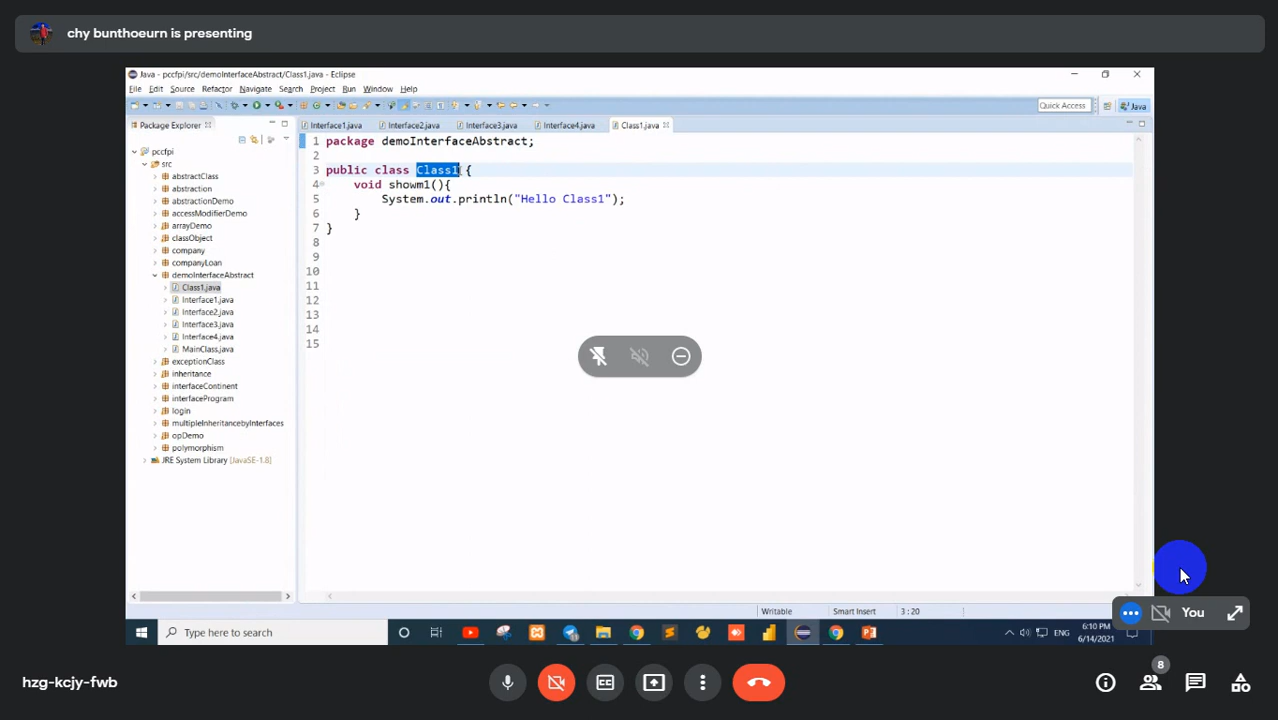 chy bunthoeurn is presenting
Java - pccfpi/src/demoInterfaceAbstract/Class1.java - Eclipse
File Edit Source Refactor Navigate Search Project Run Window Help
Quick Access
Java
Package Explorer
Interface1.java
Interface2.java
Interface3.java
Interface4.java
Class1.java
pccfpi
src
abstractClass
abstraction
abstractionDemo
accessModifierDemo
arrayDemo
classObject
company
companyLoan
demoInterfaceAbstract
Class1.java
Interface1.java
Interface2.java
Interface3.java
Interface4.java
MainClass.java
exceptionClass
inheritance
interfaceContinent
interfaceProgram
login
multipleInheritancebyInterfaces
opDemo
polymorphism
JRE System Library [JavaSE-1.8]
1 package demoInterfaceAbstract;
2
3 public class Class1 {
4 void showm1(){
5 System.out.println("Hello Class1");
6 }
7 }
8
9
10
11
12
13
14
15
Writable
Smart Insert
3 : 20
Type here to search
ENG
6:10 PM
6/14/2021
You
hzg-kcjy-fwb
CC
8